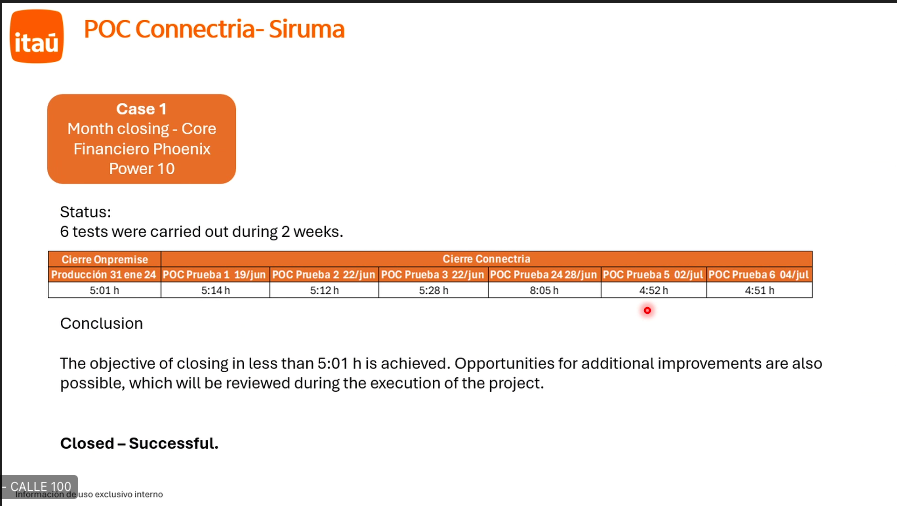 itaú
POC Connectria- Siruma
Case 1
Month closing - Core
Financiero Phoenix
Power 10
Status:
6 tests were carried out during 2 weeks.
Cierre Onpremise Cierre Connectria
Producción 31 ene 24 POC Prueba 1 19/jun POC Prueba 2 22/jun POC Prueba 3 22/jun POC Prueba 24 28/jun POC Prueba 5 02/jul POC Prueba 6 04/jul
5:01 h 5:14 h 5:12 h 5:28 h 8:05 h 4:52 h 4:51 h
Conclusion
The objective of closing in less than 5:01 h is achieved. Opportunities for additional improvements are also
possible, which will be reviewed during the execution of the project.
Closed – Successful.
- CALLE 100
Información de uso exclusivo interno